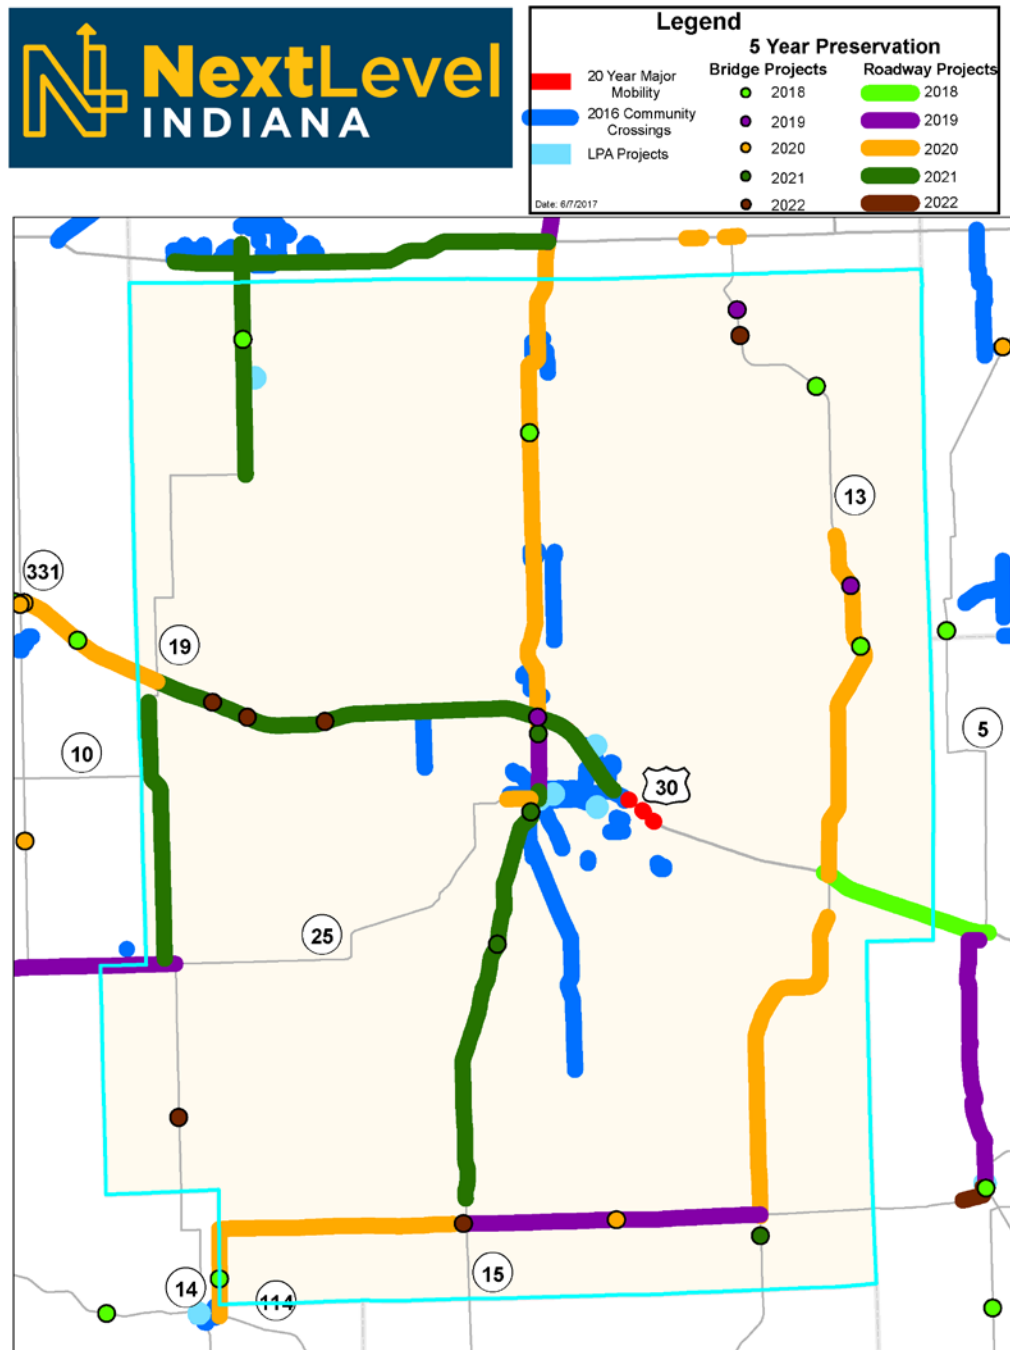 NextLevel
INDIANA
Legend
5 Year Preservation
20 Year Major
Mobility
2016 Community
Crossings
LPA Projects
Date: 6/7/2017
Bridge Projects
2018
2019
2020
2021
2022
Roadway Projects
2018
2019
2020
2021
2022
13
331
19
10
5
30
25
15
14
114